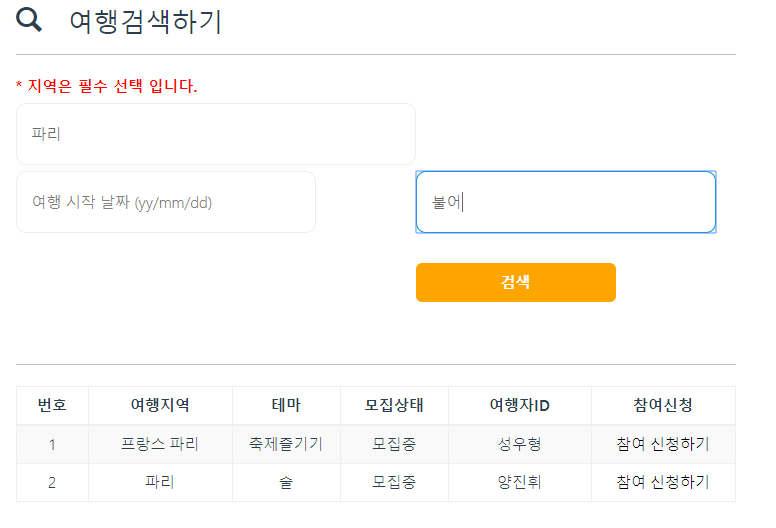 여행검색하기
* 지역은 필수 선택 입니다.
파리
여행 시작 날짜 (yy/mm/dd) 불어
검색
번호 여행지역 테마 모집상태 여행자ID 참여신청
1 프랑스 파리 축제즐기기 모집중 성우형 참여 신청하기
2 파리 술 모집중 양진휘 참여 신청하기